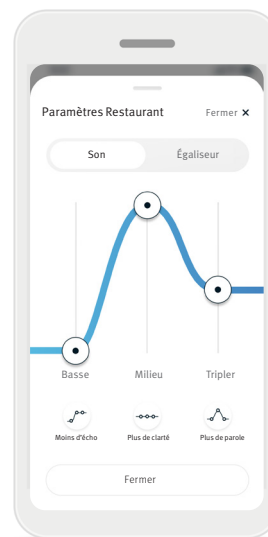 Paramètres Restaurant Fermer ×
Son Égaliseur
Basse Milieu Tripler
Moins d'écho Plus de clarté Plus de parole
Fermer